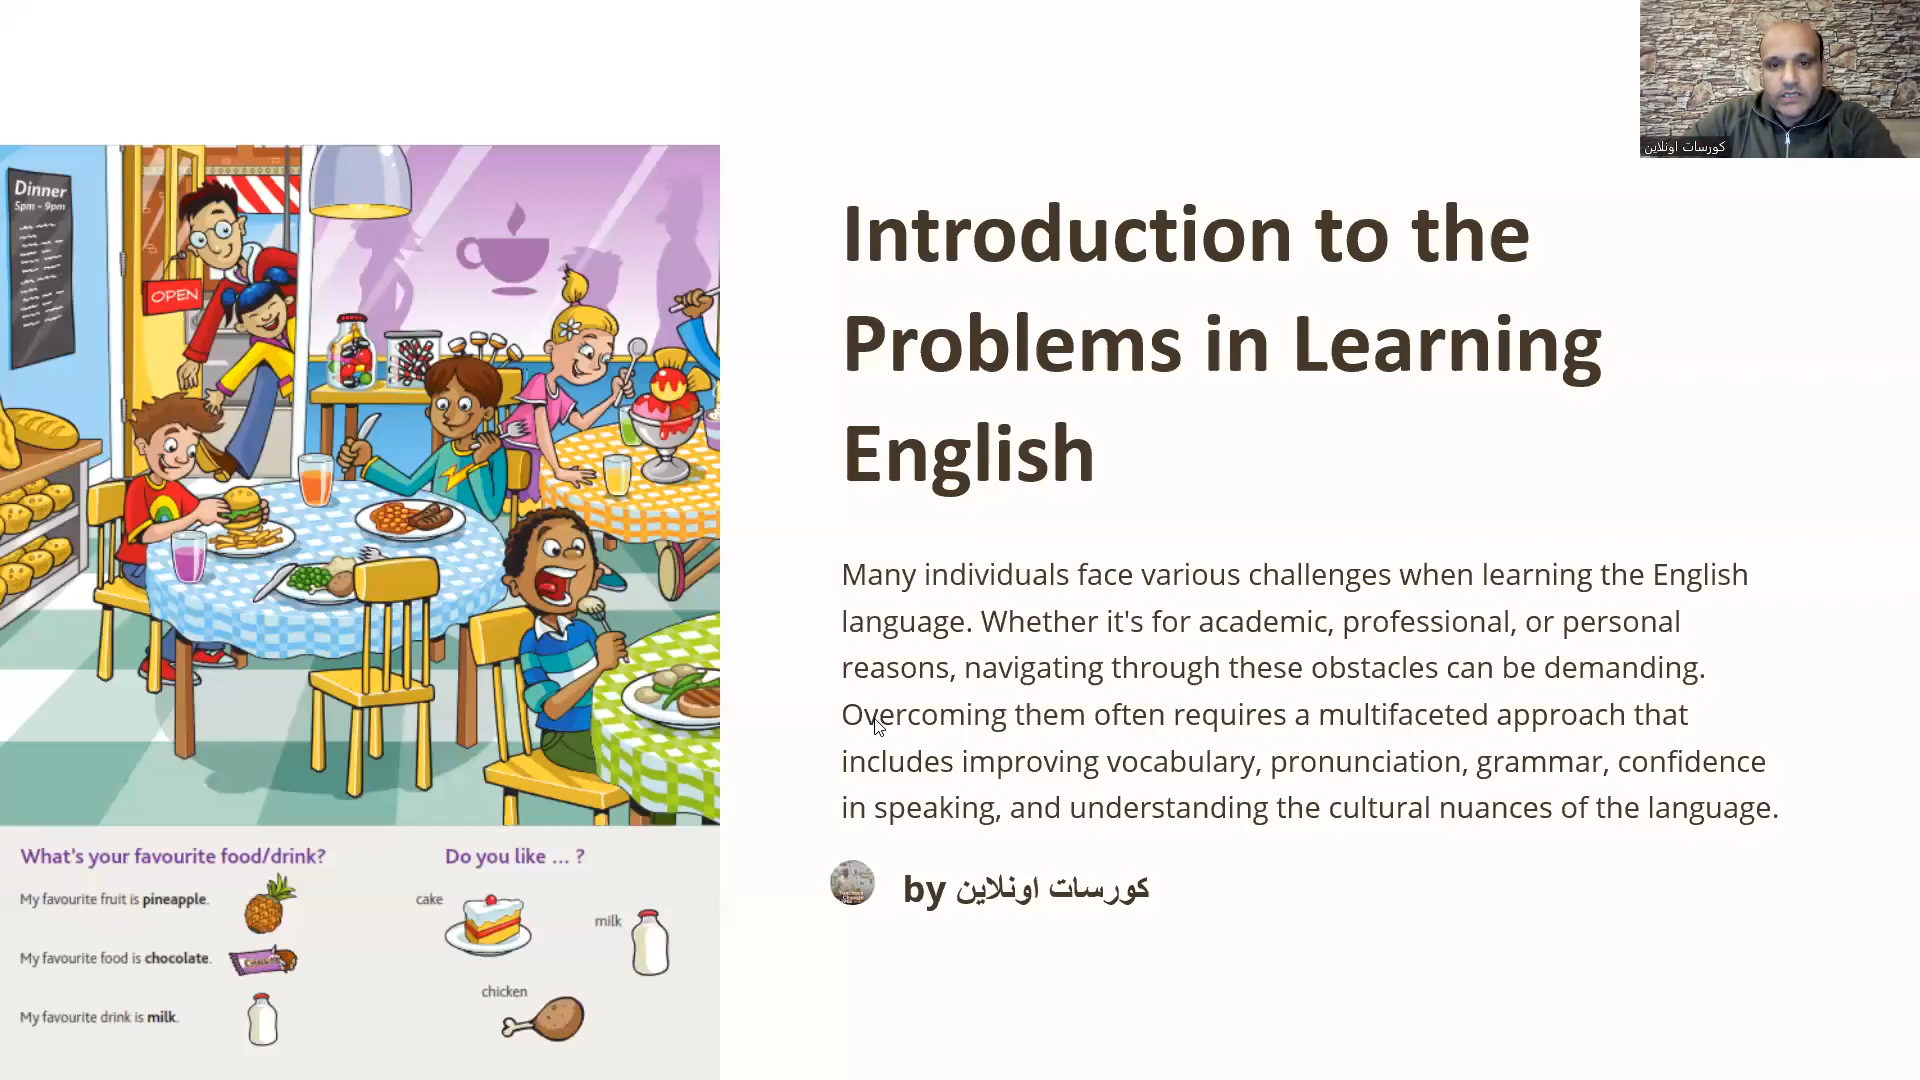 كورسات اونلاين
Dinner
5pm - 9pm
OPEN
Introduction to the
Problems in Learning
English
Many individuals face various challenges when learning the English
language. Whether it's for academic, professional, or personal
reasons, navigating through these obstacles can be demanding.
Overcoming them often requires a multifaceted approach that
includes improving vocabulary, pronunciation, grammar, confidence
in speaking, and understanding the cultural nuances of the language.
by كورسات اونلاين
What's your favourite food/drink?
My favourite fruit is pineapple.
My favourite food is chocolate.
My favourite drink is milk.
Do you like ... ?
cake
milk
chicken